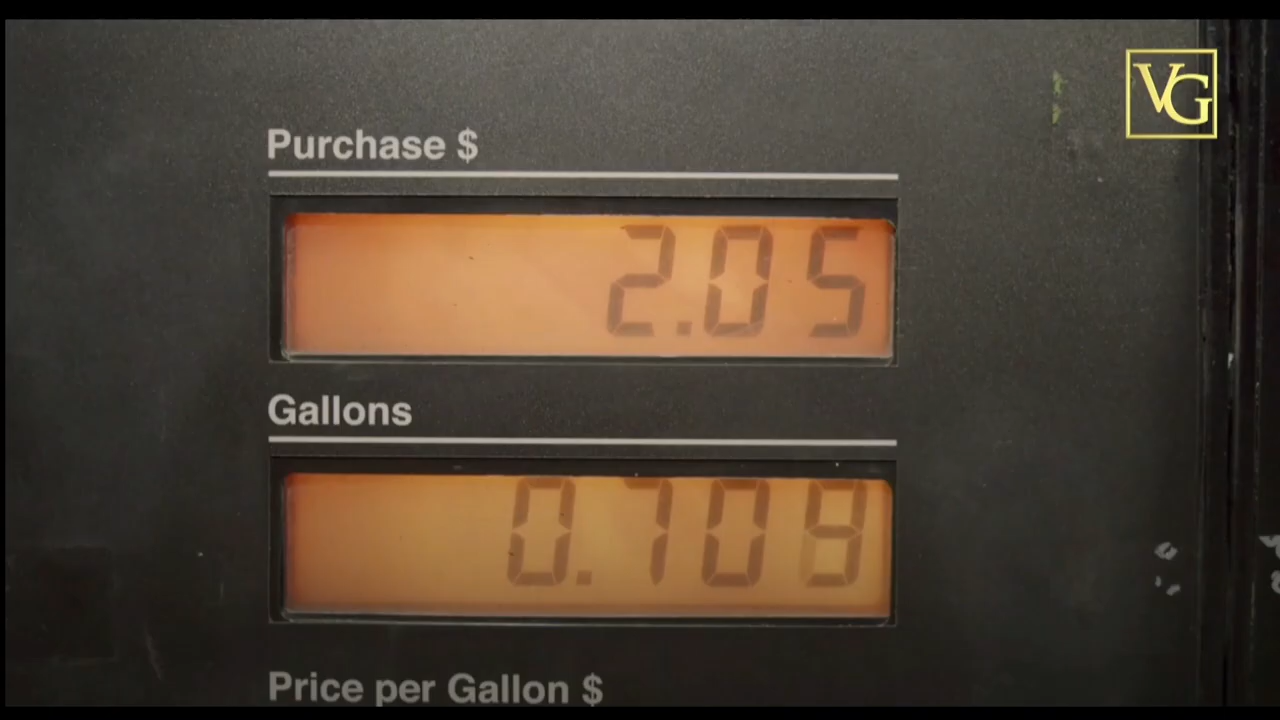 VG
Purchase $
2.05
Gallons
0.708
Price per Gallon $